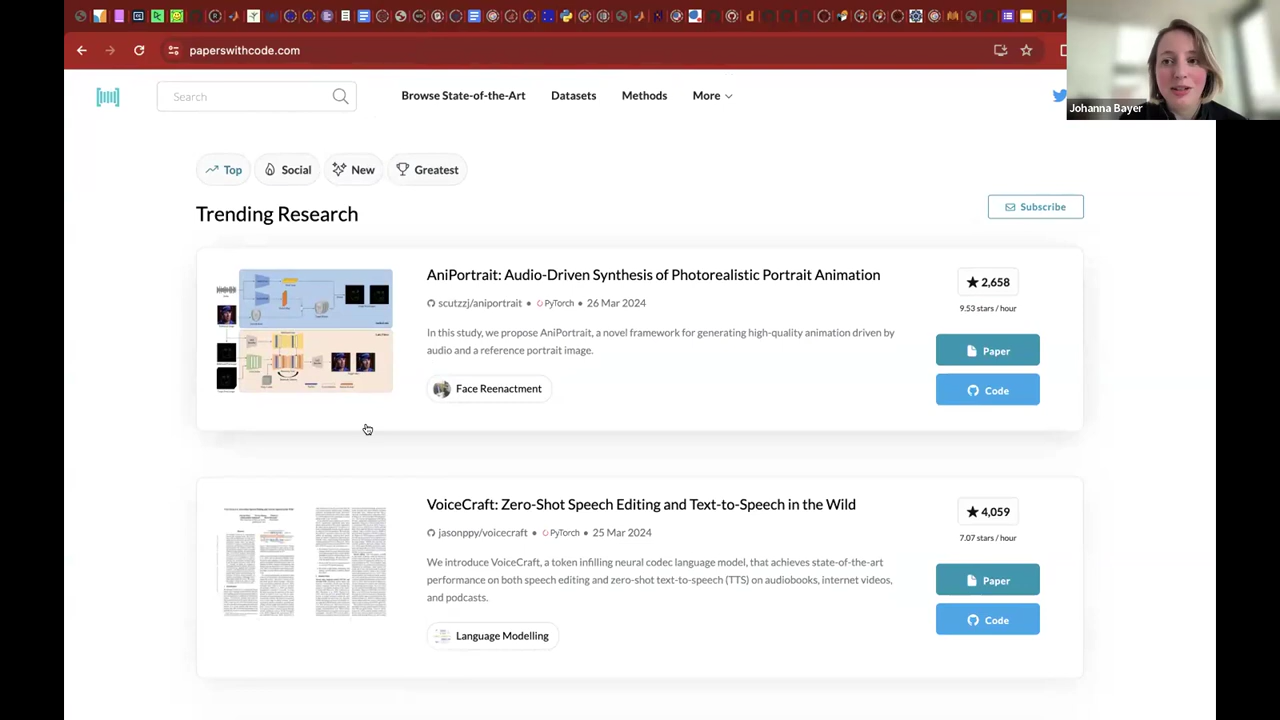 paperswithcode.com
Johanna Bayer
Search
Browse State-of-the-Art
Datasets
Methods
More
Top
Social
New
Greatest
Trending Research
Subscribe
AniPortrait: Audio-Driven Synthesis of Photorealistic Portrait Animation
scutzzj/aniportrait • PyTorch • 26 Mar 2024
In this study, we propose AniPortrait, a novel framework for generating high-quality animation driven by
audio and a reference portrait image.
Face Reenactment
★ 2,658
9.53 stars / hour
Paper
Code
VoiceCraft: Zero-Shot Speech Editing and Text-to-Speech in the Wild
jasonppy/voicecraft • PyTorch • 25 Mar 2024
We introduce VoiceCraft, a token infilling neural codec language model, that achieves state-of-the-art
performance on both speech editing and zero-shot text-to-speech (TTS) on audiobooks, internet videos,
and podcasts.
Language Modelling
★ 4,059
7.07 stars / hour
Paper
Code